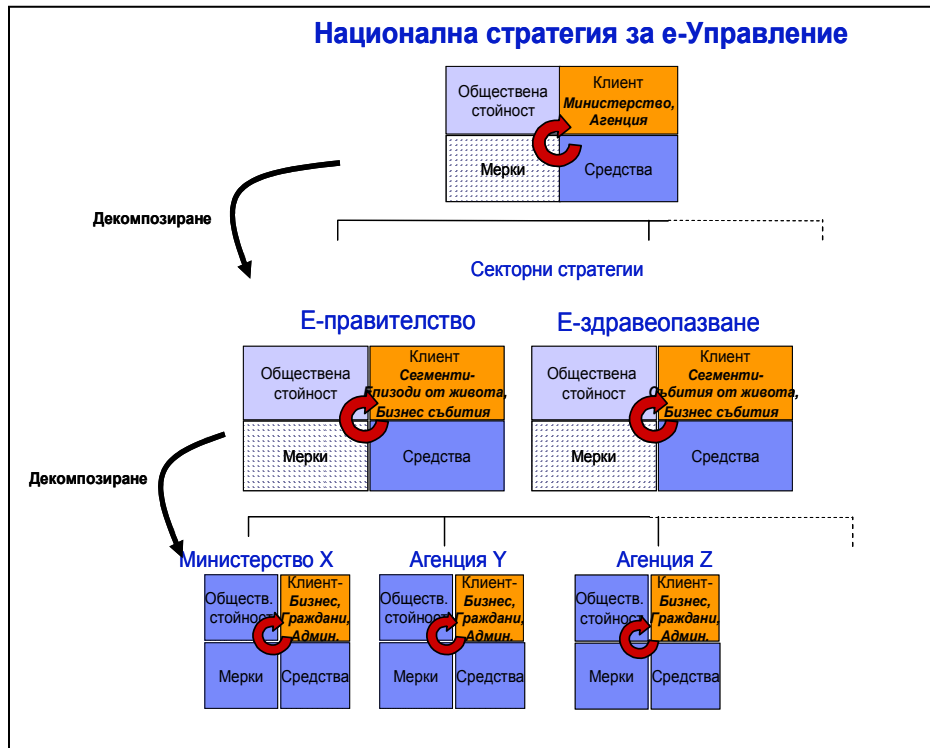 Национална стратегия за е-Управление
Обществена
стойност
Клиент
Министерство,
Агенция
Мерки
Средства
Декомпозиране
Секторни стратегии
Е-правителство
Е-здравеопазване
Обществена
стойност
Клиент
Сегменти-
Епизоди от живота,
Бизнес събития
Мерки
Средства
Обществена
стойност
Клиент
Сегменти-
Събития от живота,
Бизнес събития
Мерки
Средства
Декомпозиране
Министерство X
Агенция Y
Агенция Z
Обществ.
стойност
Клиент-
Бизнес,
Граждани,
Админ.
Мерки
Средства
Обществ.
стойност
Клиент-
Бизнес,
Граждани,
Админ.
Мерки
Средства
Обществ.
стойност
Клиент-
Бизнес,
Граждани,
Админ.
Мерки
Средства